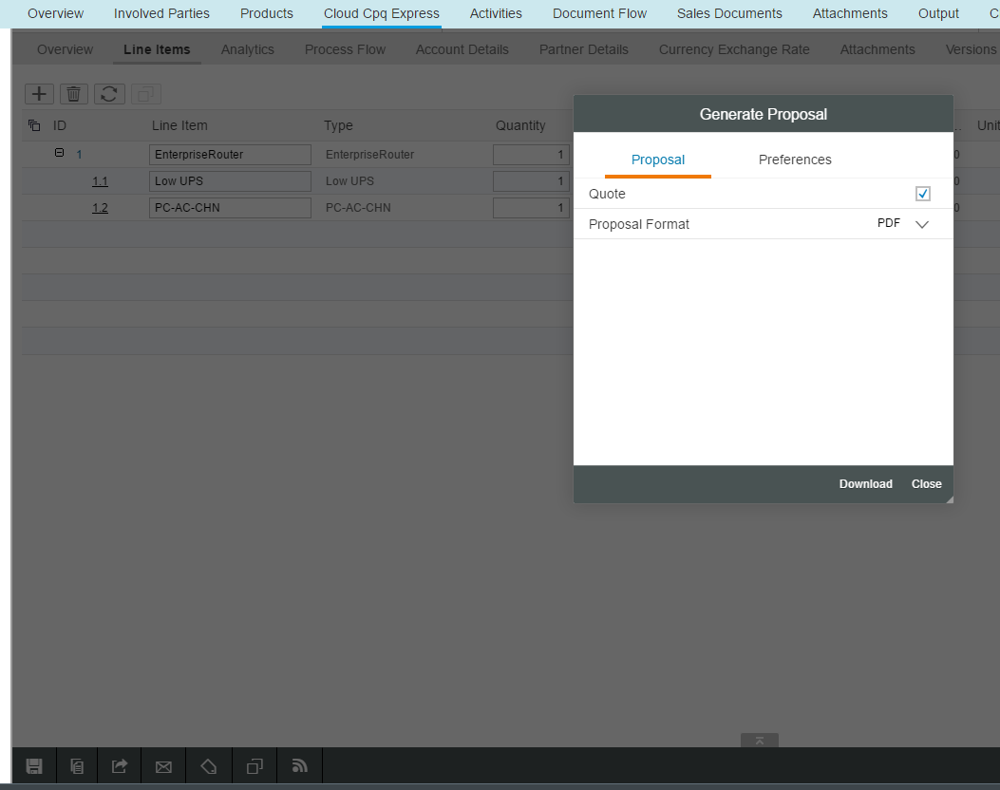 Overview Involved Parties Products Cloud Cpq Express Activities Document Flow Sales Documents Attachments Output C
Overview Line Items Analytics Process Flow Account Details Partner Details Currency Exchange Rate Attachments Versions
Generate Proposal
ID Line Item Type Quantity .. Unit
Proposal Preferences
1 EnterpriseRouter EnterpriseRouter 1 0
1.1 Low UPS Low UPS 1 0
Quote
1.2 PC-AC-CHN PC-AC-CHN 1 0
Proposal Format PDF
Download Close